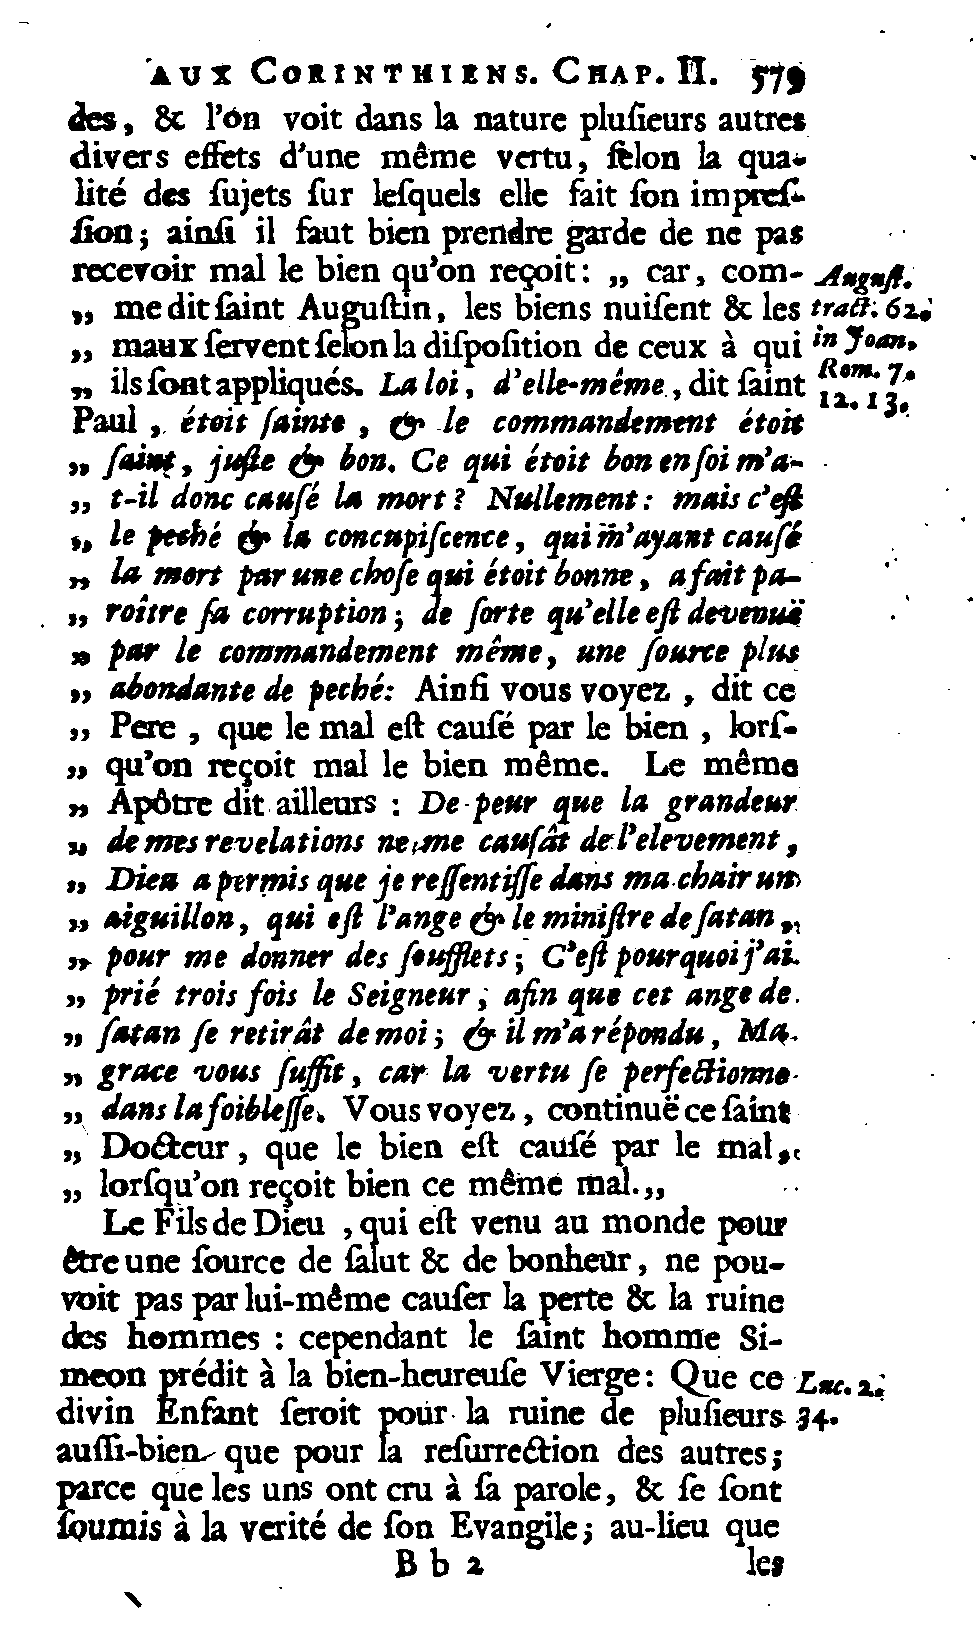 AUX CORINTHIENS. CHAP. II. 579
des, & l'on voit dans la nature pluſieurs autres
divers effets d'une même vertu, ſelon la qua-
lité des ſujets ſur leſquels elle fait ſon impreſ-
ſion; ainſi il faut bien prendre garde de ne pas
recevoir mal le bien qu'on reçoit: „ car, com-
„ me dit ſaint Auguſtin, les biens nuiſent & les
„ maux ſervent ſelon la diſpoſition de ceux à qui
„ ils ſont appliqués. La loi, d'elle-même, dit ſaint
Paul, étoit ſainte, & le commandement étoit
„ ſaint, juſte & bon. Ce qui étoit bon en ſoi m'a-
„ t-il donc cauſé la mort? Nullement: mais c'eſt
„ le peché & la concupiſcence, qui m'ayant cauſé
„ la mort par une choſe qui étoit bonne, a fait pa-
„ roître ſa corruption; de ſorte qu'elle eſt devenuë
„ par le commandement même, une ſource plus
„ abondante de peché: Ainſi vous voyez, dit ce
„ Pere, que le mal eſt cauſé par le bien, lorſ-
„ qu'on reçoit mal le bien même. Le même
„ Apôtre dit ailleurs: De peur que la grandeur
„ de mes revelations ne me cauſât de l'elevement,
„ Dieu a permis que je reſſentiſſe dans ma chair un
„ aiguillon, qui eſt l'ange & le miniſtre de ſatan,
„ pour me donner des ſoufflets; C'eſt pourquoi j'ai
„ prié trois fois le Seigneur, afin que cet ange de
„ ſatan ſe retirât de moi; & il m'a répondu, Ma
„ grace vous ſuffit, car la vertu ſe perfectionne
„ dans la foibleſſe. Vous voyez, continuë ce ſaint
„ Docteur, que le bien eſt cauſé par le mal,
„ lorſqu'on reçoit bien ce même mal.„
Le Fils de Dieu, qui eſt venu au monde pour
être une ſource de ſalut & de bonheur, ne pou-
voit pas par lui-même cauſer la perte & la ruine
des hommes: cependant le ſaint homme Si-
meon prédit à la bien-heureuſe Vierge: Que ce
divin Enfant ſeroit pour la ruine de pluſieurs
auſſi-bien que pour la reſurrection des autres;
parce que les uns ont cru à ſa parole, & ſe ſont
ſoumis à la verité de ſon Evangile; au-lieu que
B b 2 les
Auguſt.
tract. 62.
in Joan.
Rom. 7.
12. 13.
Luc. 2.
34.